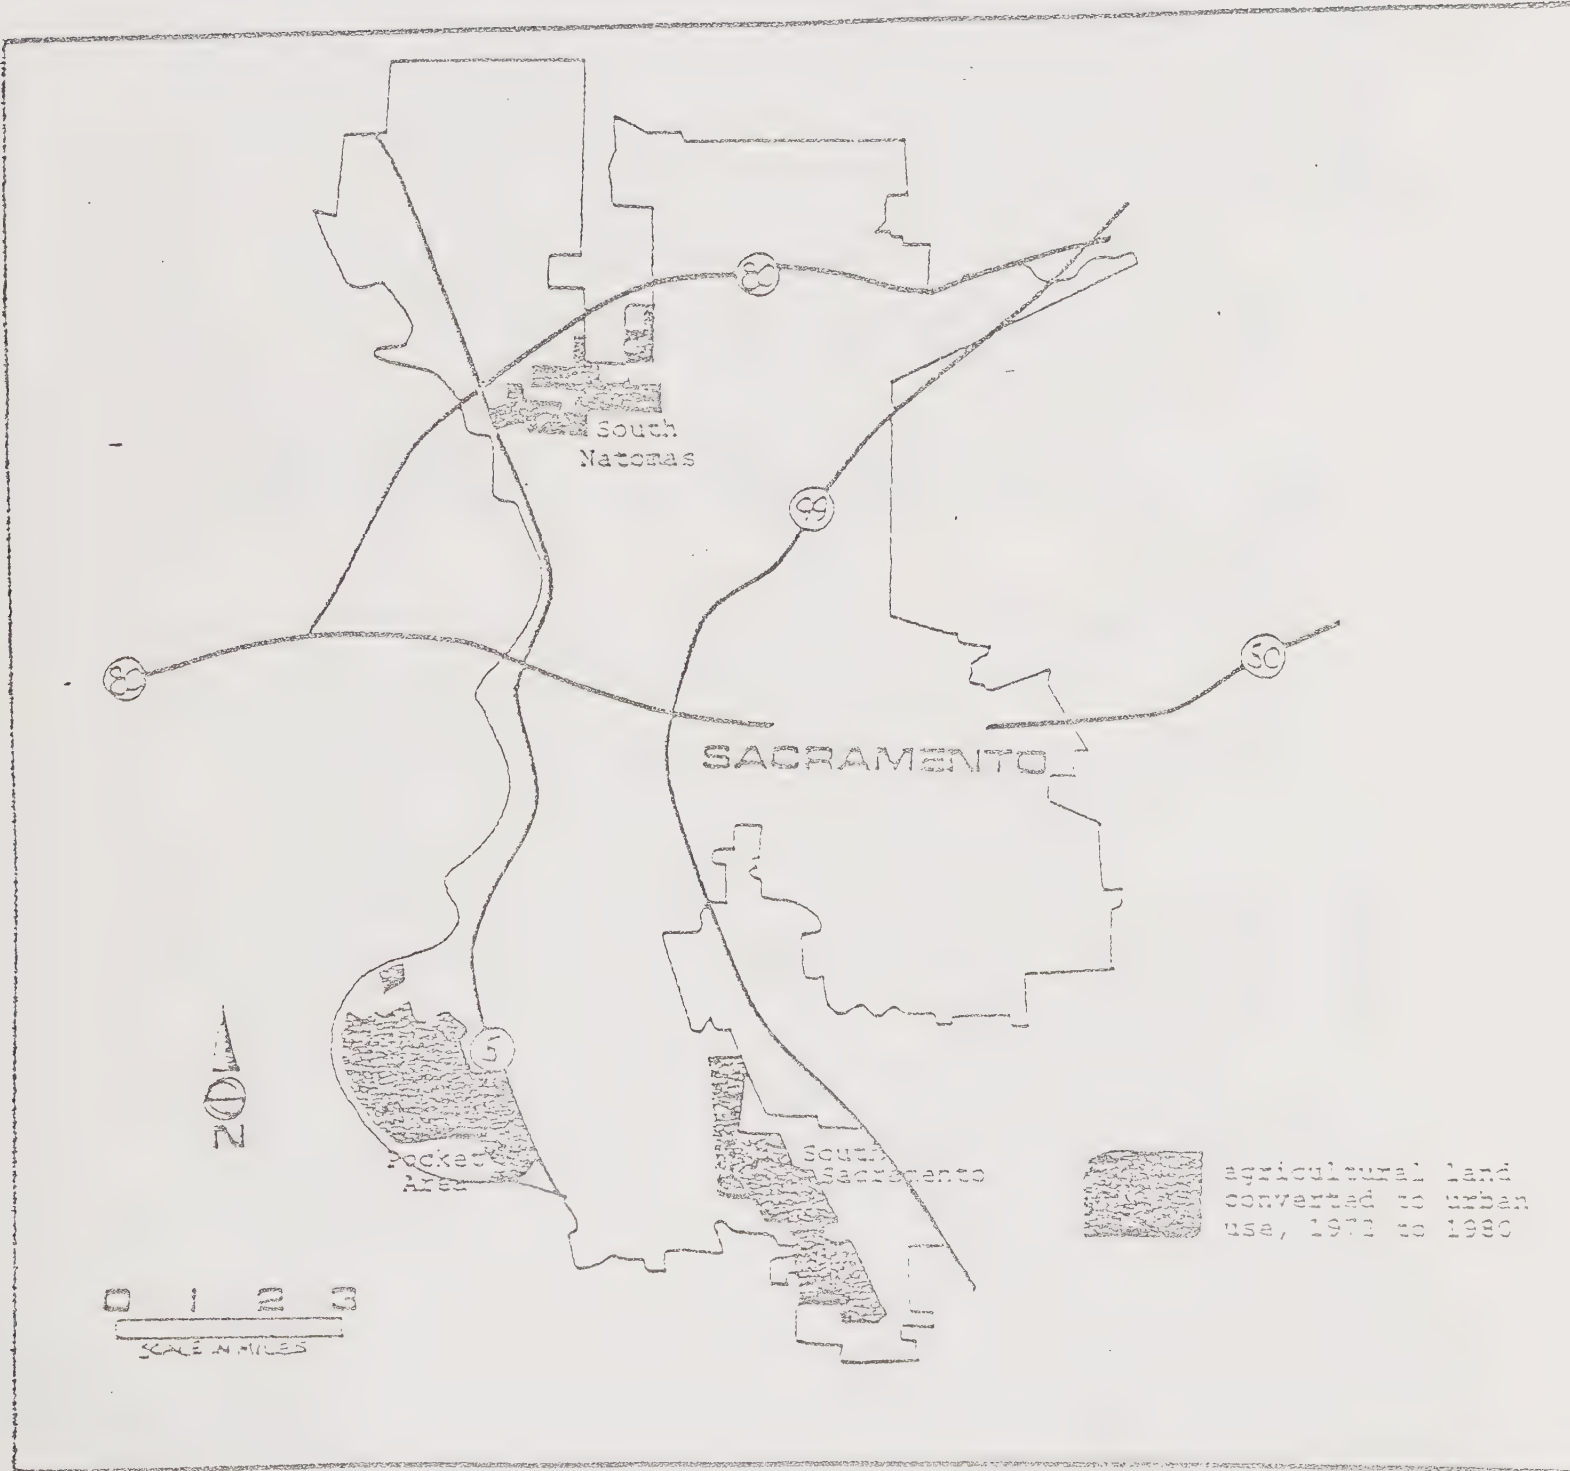 80
South
Natomas
99
50
80
SACRAMENTO
5
N
Pocket
Area
South
Sacramento
agricultural land
converted to urban
use, to 1980
0 1 2 3
SCALE IN MILES